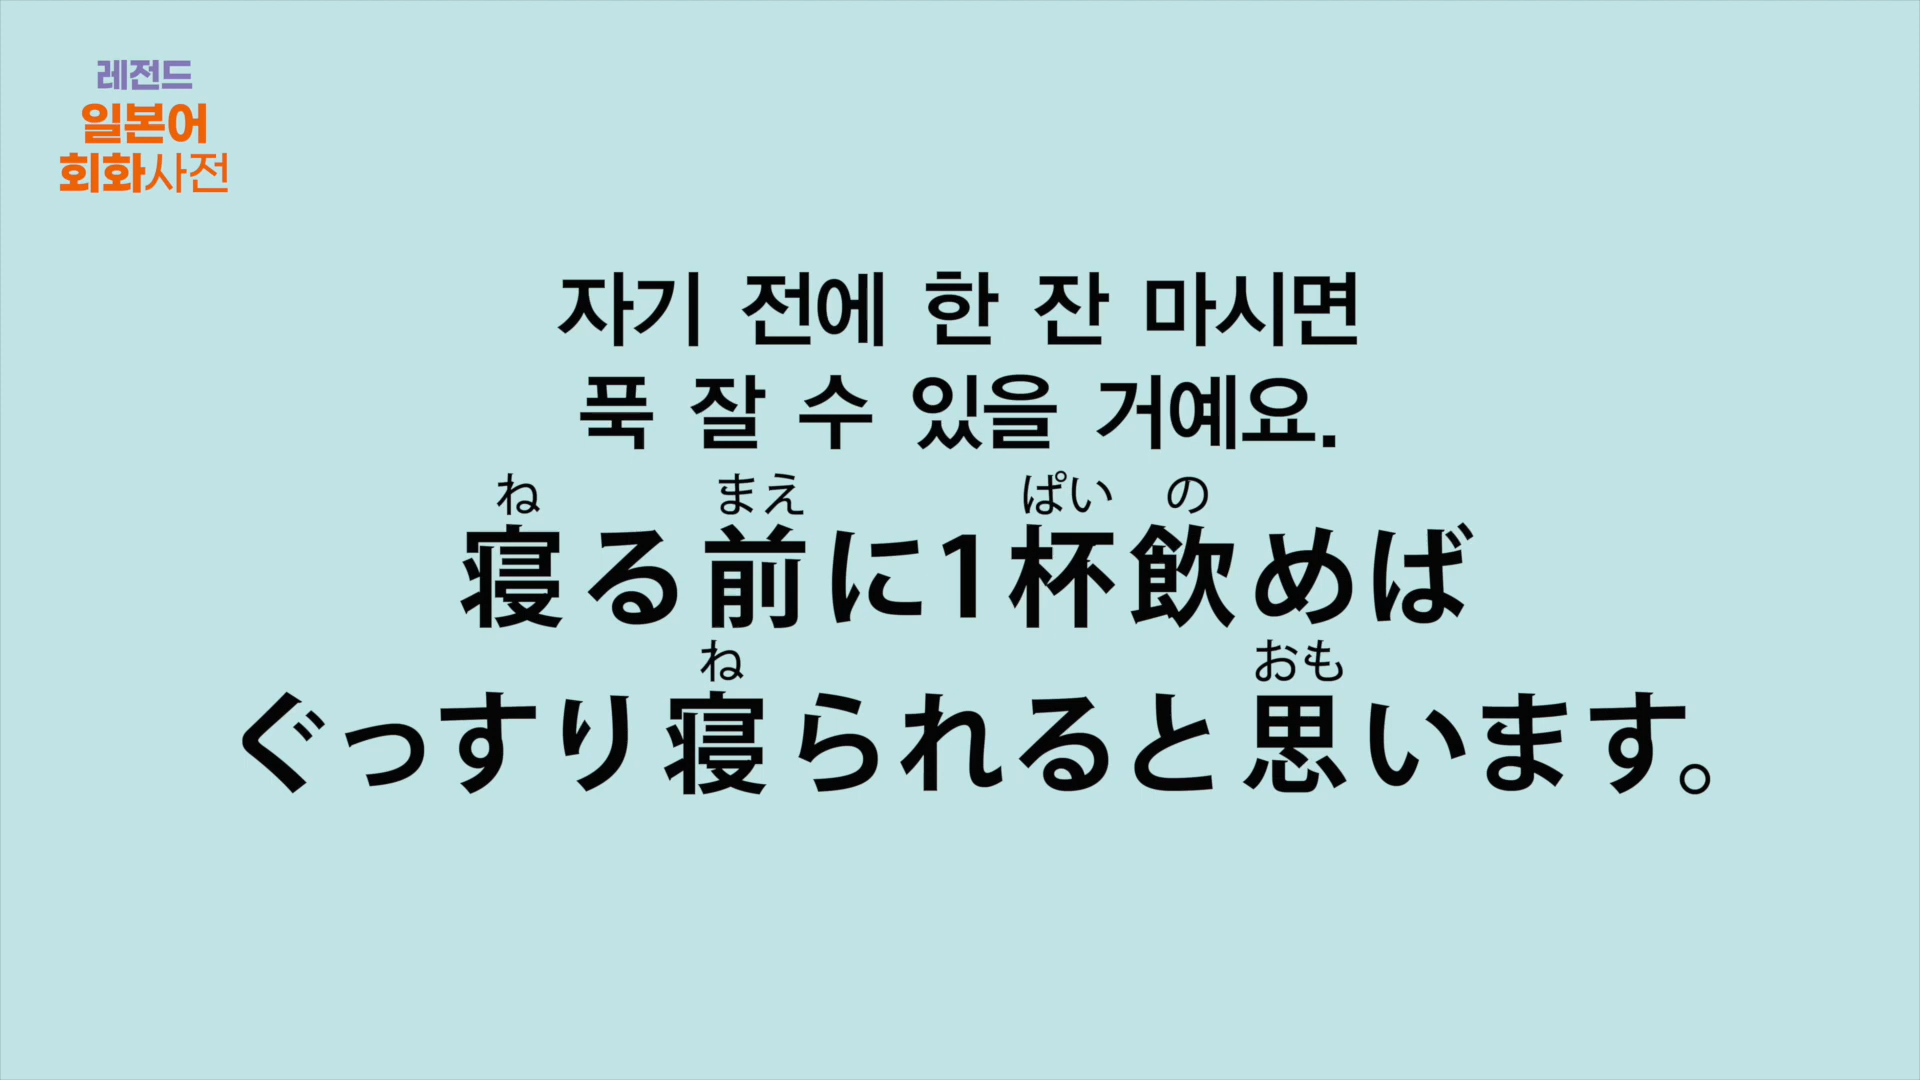 레전드
일본어
회화사전
자기 전에 한 잔 마시면
푹 잘 수 있을 거예요.
ね まえ ぱい の
寝る前に1杯飲めば
ね おも
ぐっすり寝られると思います。